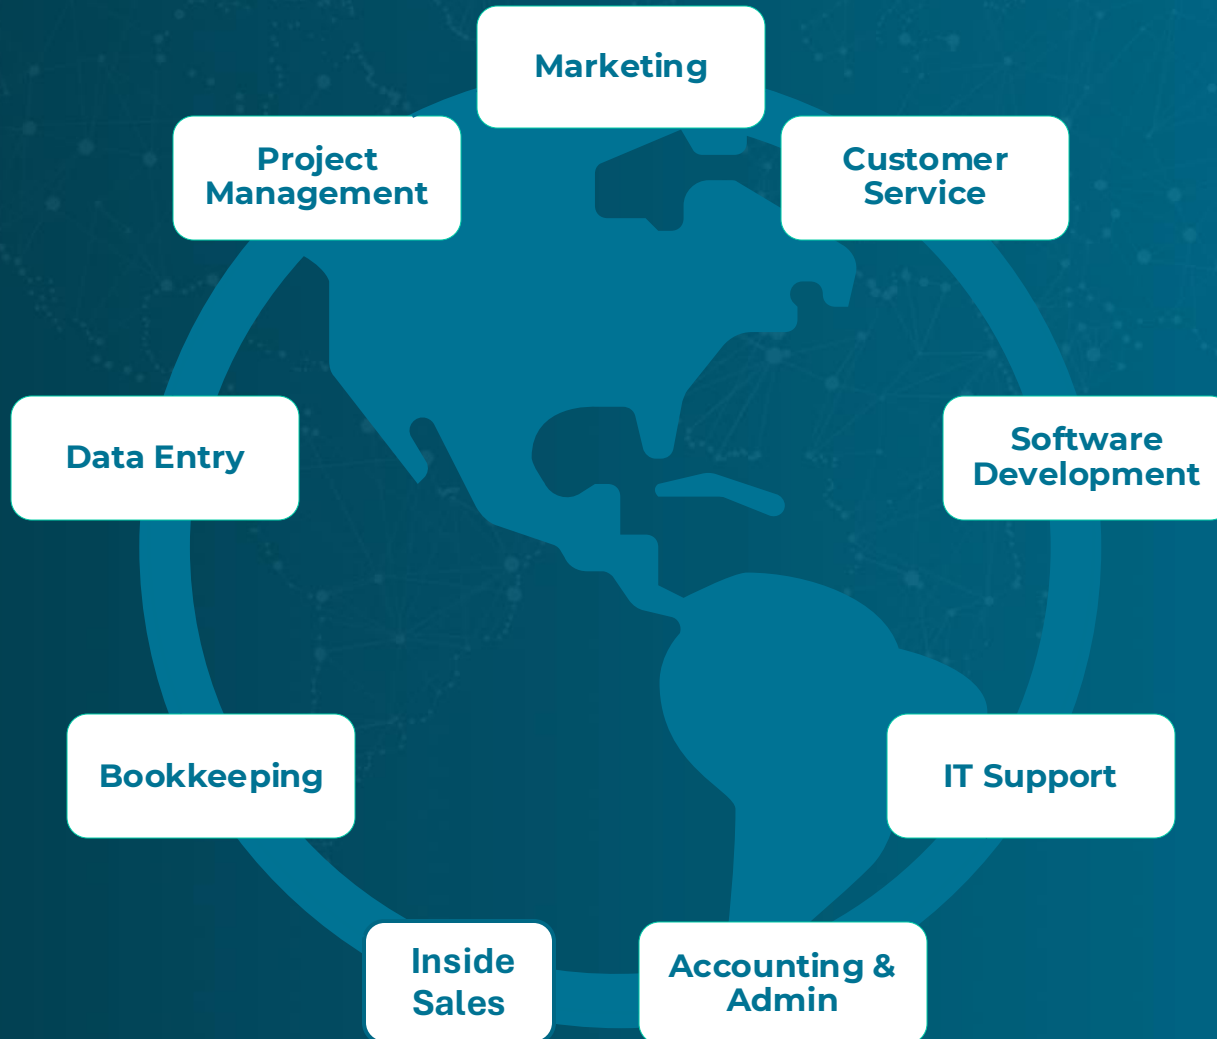 Marketing
Project
Management
Customer
Service
Data Entry
Software
Development
Bookkeeping
IT Support
Inside
Sales
Accounting &
Admin